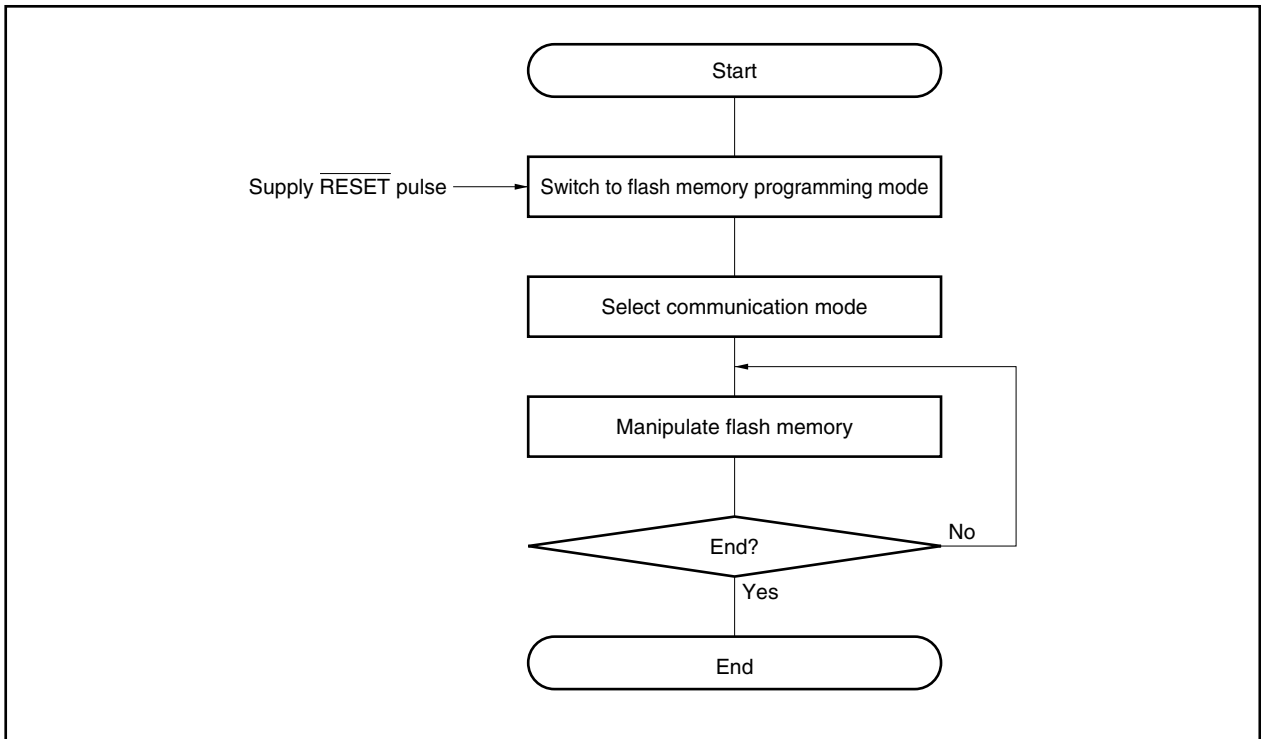 Start
Supply R̅E̅S̅E̅T̅ pulse
Switch to flash memory programming mode
Select communication mode
Manipulate flash memory
End?
No
Yes
End